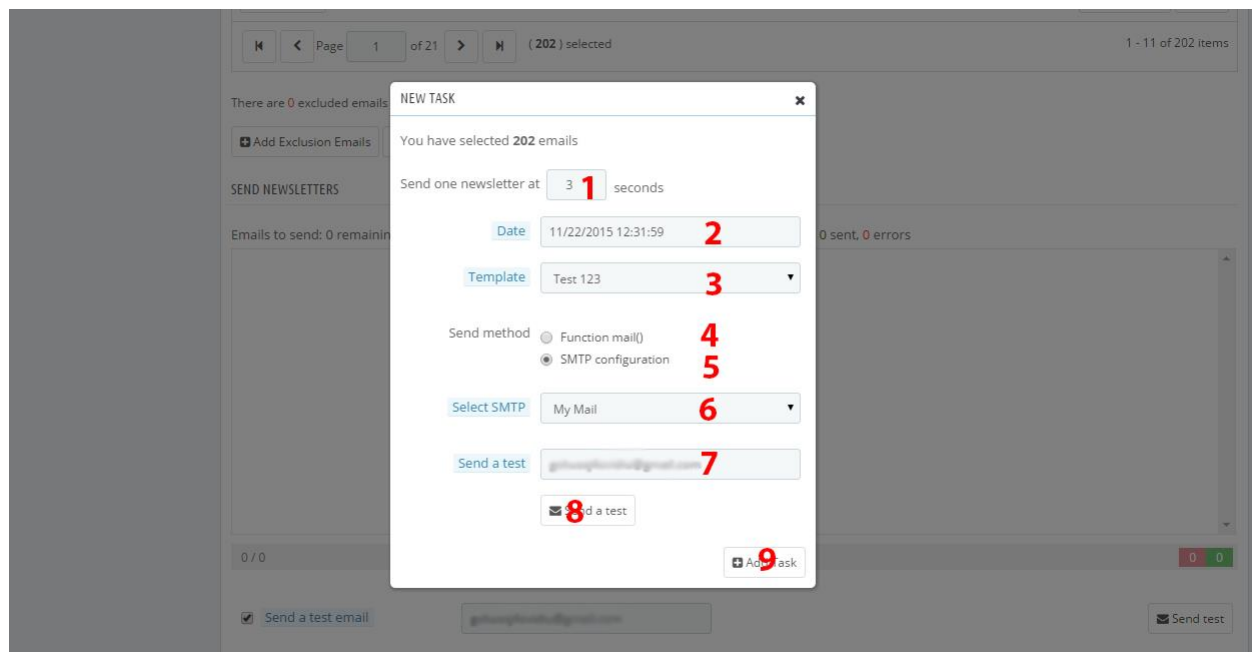 Page 1 of 21 ( 202 ) selected 1 - 11 of 202 items
There are 0 excluded emails
Add Exclusion Emails
SEND NEWSLETTERS
Emails to send: 0 remainin 0 sent, 0 errors
0 / 0 0 0
Send a test email Send test
NEW TASK
You have selected 202 emails
Send one newsletter at 3 1 seconds
Date 11/22/2015 12:31:59 2
Template Test 123 3
Send method Function mail() 4
SMTP configuration 5
Select SMTP My Mail 6
Send a test 7
8 Send a test
9 Add Task